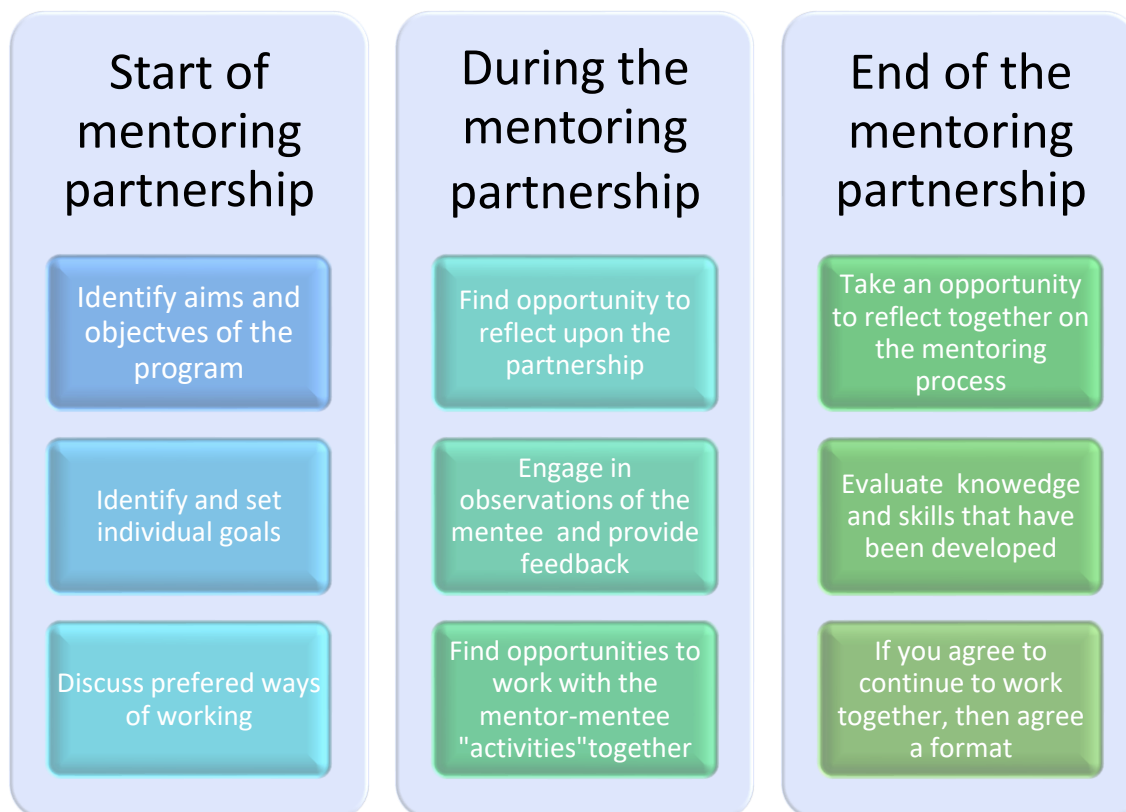 Start of
mentoring
partnership
Identify aims and
objectves of the
program
Identify and set
individual goals
Discuss prefered ways
of working
During the
mentoring
partnership
Find opportunity to
reflect upon the
partnership
Engage in
observations of the
mentee  and provide
feedback
Find opportunities to
work with the
mentor-mentee
"activities"together
End of the
mentoring
partnership
Take an opportunity
to reflect together on
the mentoring
process
Evaluate  knowedge
and skills that have
been developed
If you agree to
continue to work
together, then agree
a format